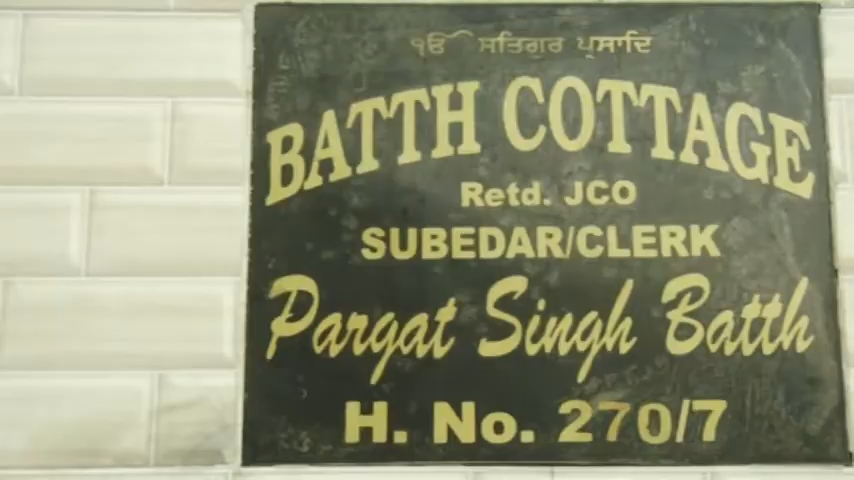 ੴ ਸਤਿਗੁਰ ਪ੍ਰਸਾਦਿ
BATTH COTTAGE
Retd. JCO
SUBEDAR/CLERK
Pargat Singh Batth
H. No. 270/7